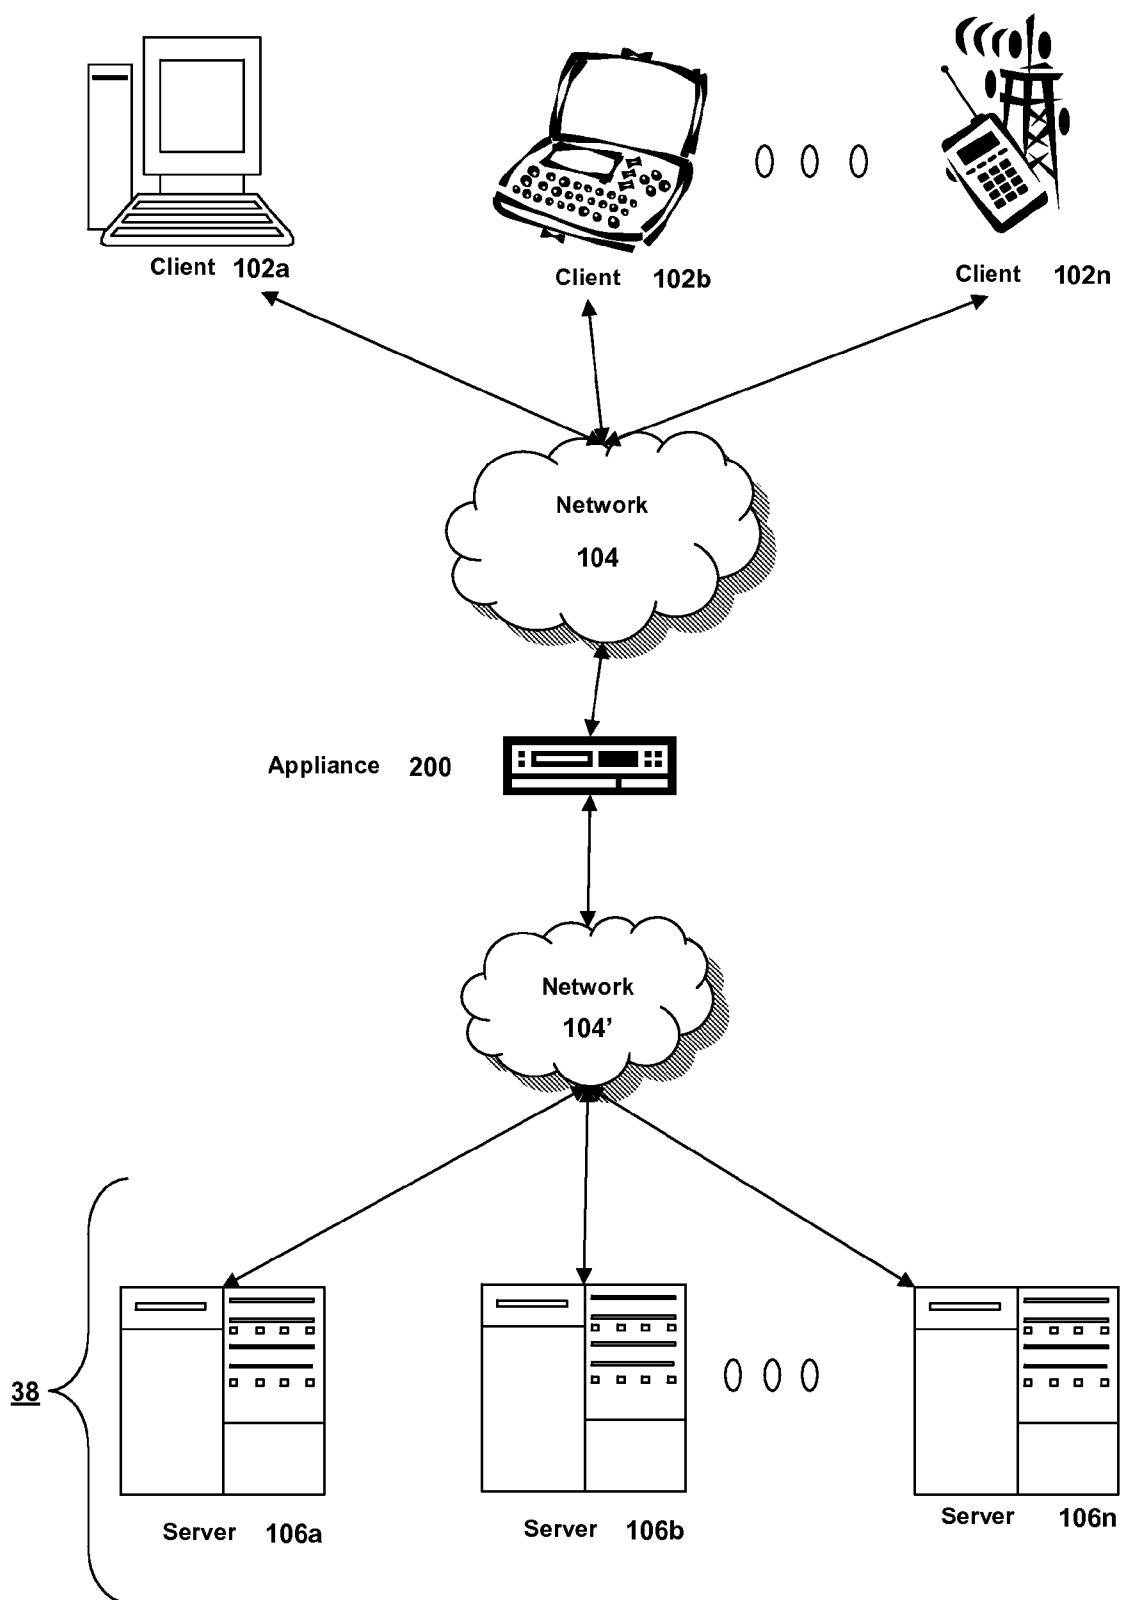 Client 102a
Client 102b
Client 102n
Network
104
Appliance 200
Network
104’
38
Server 106a
Server 106b
Server 106n